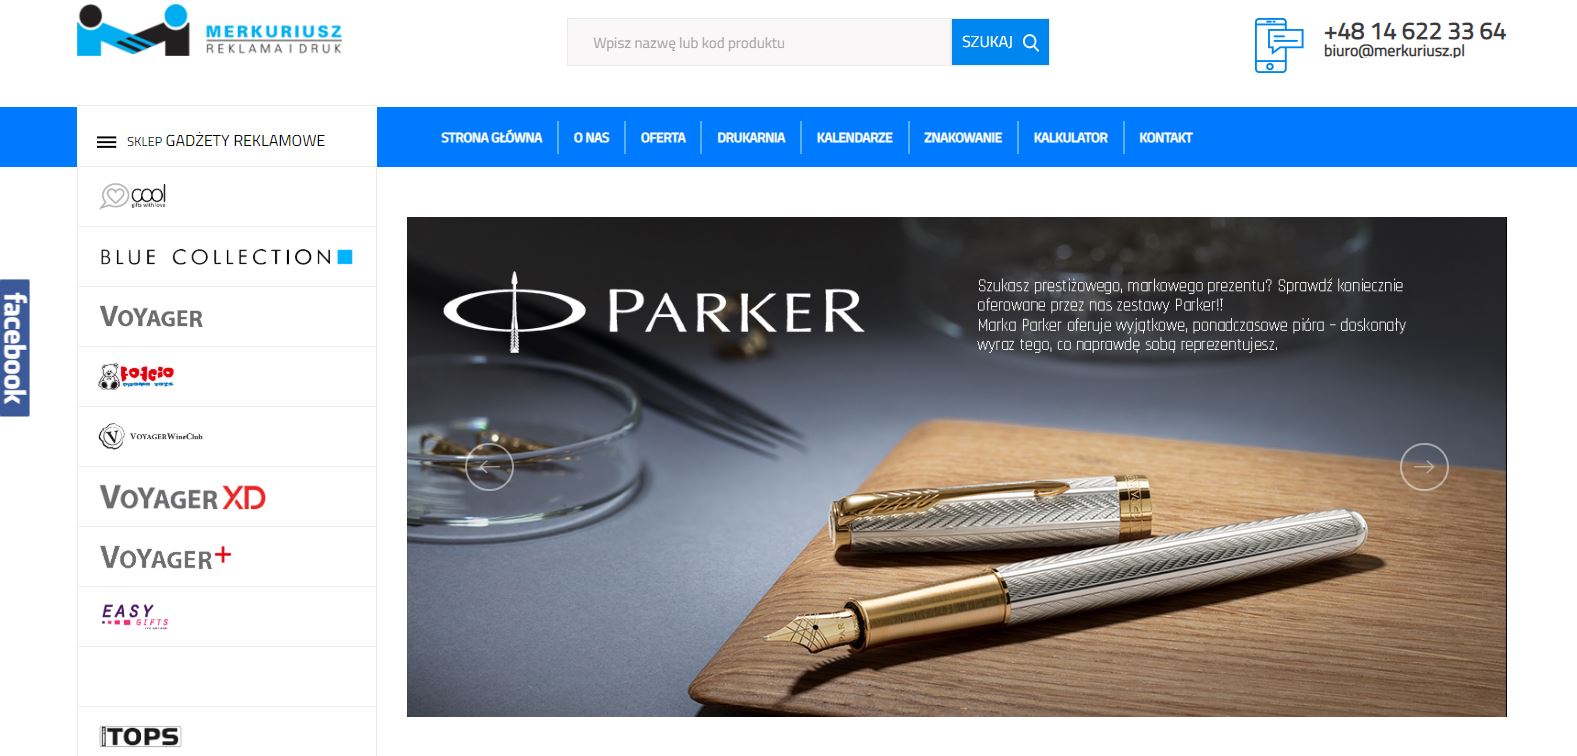 MERKURIUSZ
REKLAMA I DRUK
Wpisz nazwę lub kod produktu
SZUKAJ
+48 14 622 33 64
biuro@merkuriusz.pl
SKLEP GADŻETY REKLAMOWE
STRONA GŁÓWNA
O NAS
OFERTA
DRUKARNIA
KALENDARZE
ZNAKOWANIE
KALKULATOR
KONTAKT
cool
gifts with love
BLUE COLLECTION
VOYAGER
VOYAGERWineClub
VOYAGER XD
VOYAGER+
EASY
GIFTS
TOPS
facebook
PARKER
Szukasz prestiżowego, markowego prezentu? Sprawdź koniecznie
oferowane przez nas zestawy Parker!!
Marka Parker oferuje wyjątkowe, ponadczasowe pióra – doskonały
wyraz tego, co naprawdę sobą reprezentujesz.